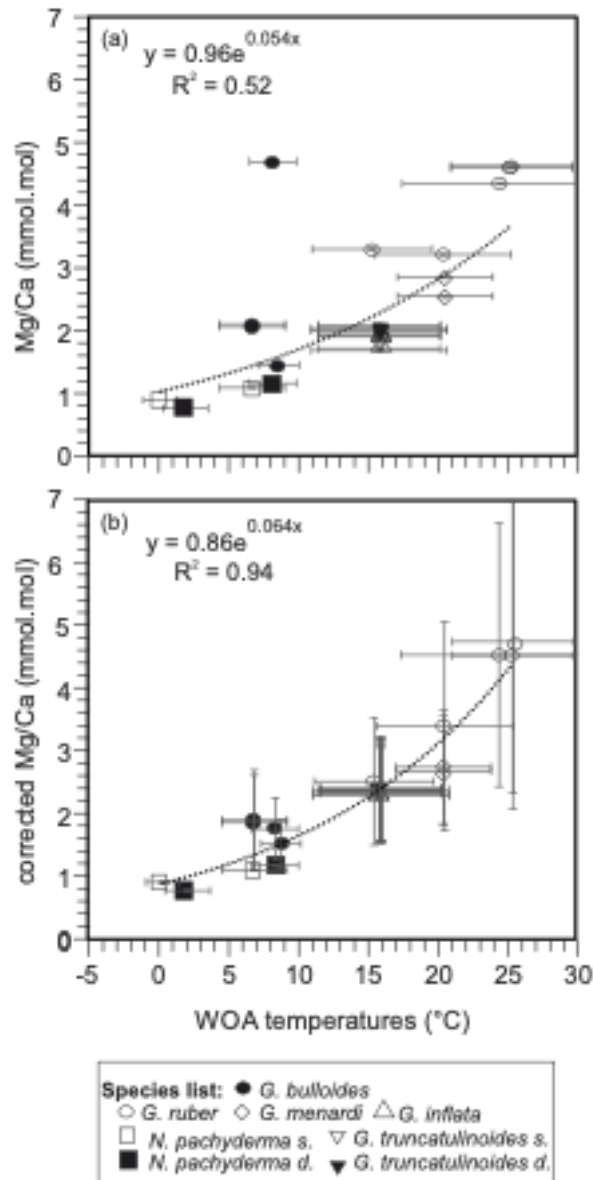 7
(a)
y = 0.96e^0.054x
R² = 0.52
6
5
4
3
2
1
0
Mg/Ca (mmol.mol)
7
(b)
y = 0.86e^0.064x
R² = 0.94
6
5
4
3
2
1
0
corrected Mg/Ca (mmol.mol)
-5 0 5 10 15 20 25 30
WOA temperatures (°C)
Species list: G. bulloides
G. ruber G. menardi G. inflata
N. pachyderma s. G. truncatulinoides s.
N. pachyderma d. G. truncatulinoides d.